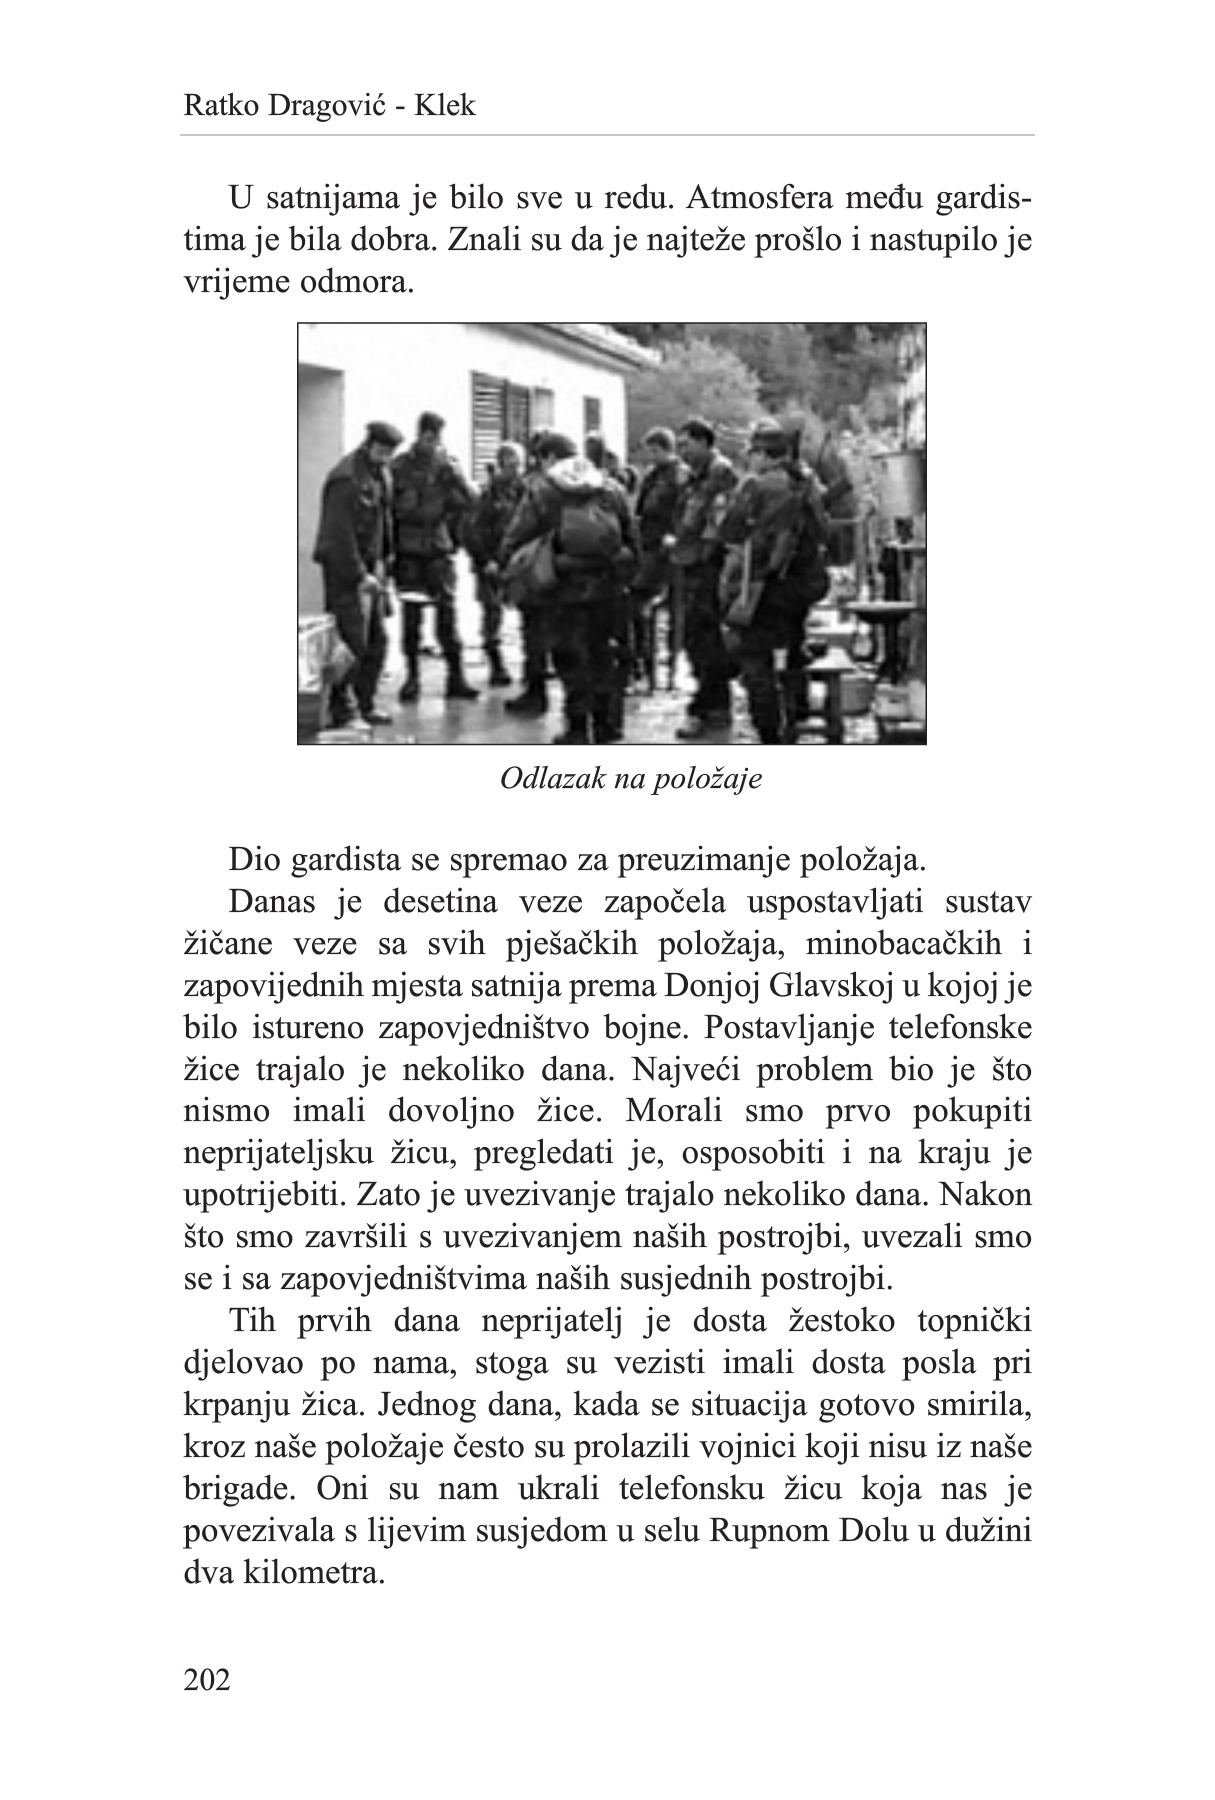 Ratko Dragović - Klek
U satnijama je bilo sve u redu. Atmosfera među gardis-
tima je bila dobra. Znali su da je najteže prošlo i nastupilo je
vrijeme odmora.
Odlazak na položaje
Dio gardista se spremao za preuzimanje položaja.
Danas je desetina veze započela uspostavljati sustav
žičane veze sa svih pješačkih položaja, minobacačkih i
zapovijednih mjesta satnija prema Donjoj Glavskoj u kojoj je
bilo istureno zapovjedništvo bojne. Postavljanje telefonske
žice trajalo je nekoliko dana. Najveći problem bio je što
nismo imali dovoljno žice. Morali smo prvo pokupiti
neprijateljsku žicu, pregledati je, osposobiti i na kraju je
upotrijebiti. Zato je uvezivanje trajalo nekoliko dana. Nakon
što smo završili s uvezivanjem naših postrojbi, uvezali smo
se i sa zapovjedništvima naših susjednih postrojbi.
Tih prvih dana neprijatelj je dosta žestoko topnički
djelovao po nama, stoga su vezisti imali dosta posla pri
krpanju žica. Jednog dana, kada se situacija gotovo smirila,
kroz naše položaje često su prolazili vojnici koji nisu iz naše
brigade. Oni su nam ukrali telefonsku žicu koja nas je
povezivala s lijevim susjedom u selu Rupnom Dolu u dužini
dva kilometra.
202